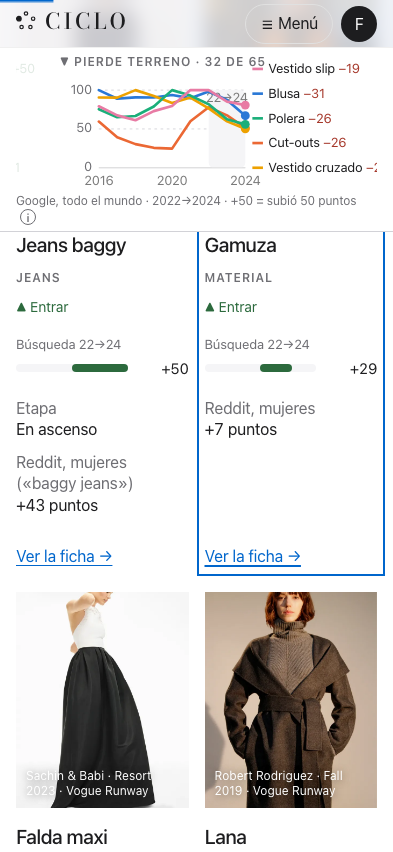 CICLO
≡ Menú
F
▼ PIERDE TERRENO · 32 DE 65
-50
1
100
50
0
22→24
2016
2020
2024
Vestido slip –19
Blusa –31
Polera –26
Cut-outs –26
Vestido cruzado
Google, todo el mundo · 2022→2024 · +50 = subió 50 puntos
i
Jeans baggy
JEANS
▲ Entrar
Búsqueda 22→24
+50
Etapa
En ascenso
Reddit, mujeres
(«baggy jeans»)
+43 puntos
Ver la ficha →
Gamuza
MATERIAL
▲ Entrar
Búsqueda 22→24
+29
Reddit, mujeres
+7 puntos
Ver la ficha →
Sachin & Babi · Resort
2023 · Vogue Runway
Falda maxi
Robert Rodriguez · Fall
2019 · Vogue Runway
Lana